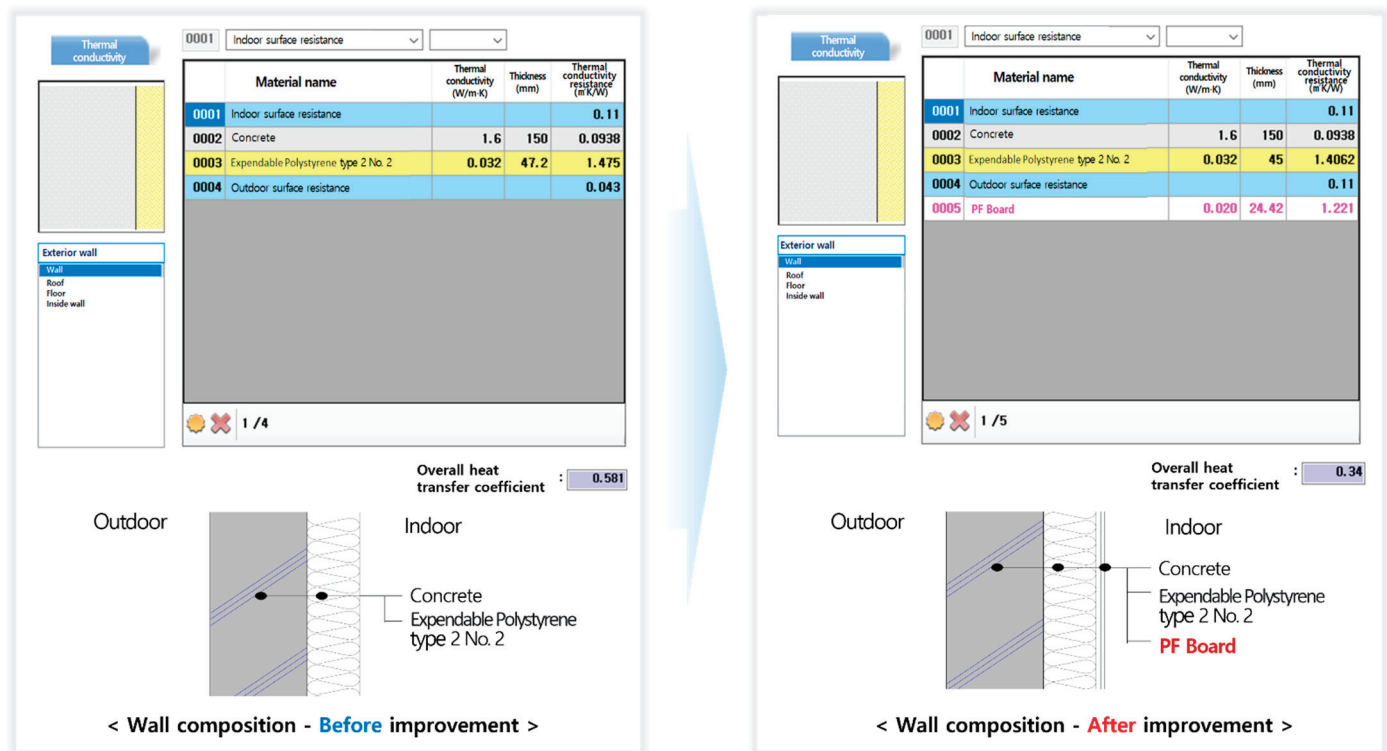 Thermal
conductivity
0001 Indoor surface resistance
Material name Thermal conductivity (W/m·K) Thickness (mm) Thermal conductivity resistance (㎡K/W)
0001 Indoor surface resistance 0.11
0002 Concrete 1.6 150 0.0938
0003 Expendable Polystyrene type 2 No. 2 0.032 47.2 1.475
0004 Outdoor surface resistance 0.043
Exterior wall
Wall
Roof
Floor
Inside wall
1 /4
Overall heat
transfer coefficient : 0.581
Outdoor
Indoor
Concrete
Expendable Polystyrene
type 2 No. 2
< Wall composition - Before improvement >
Thermal
conductivity
0001 Indoor surface resistance
Material name Thermal conductivity (W/m·K) Thickness (mm) Thermal conductivity resistance (㎡K/W)
0001 Indoor surface resistance 0.11
0002 Concrete 1.6 150 0.0938
0003 Expendable Polystyrene type 2 No. 2 0.032 45 1.4062
0004 Outdoor surface resistance 0.11
0005 PF Board 0.020 24.42 1.221
Exterior wall
Wall
Roof
Floor
Inside wall
1 /5
Overall heat
transfer coefficient : 0.34
Outdoor
Indoor
Concrete
Expendable Polystyrene
type 2 No. 2
PF Board
< Wall composition - After improvement >